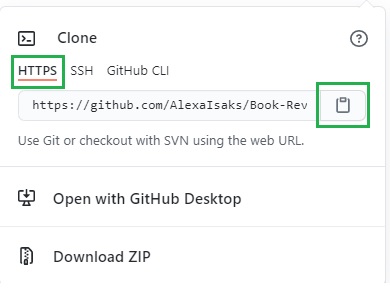 Clone
HTTPS SSH GitHub CLI
https://github.com/AlexaIsaks/Book-Rev
Use Git or checkout with SVN using the web URL.
Open with GitHub Desktop
Download ZIP